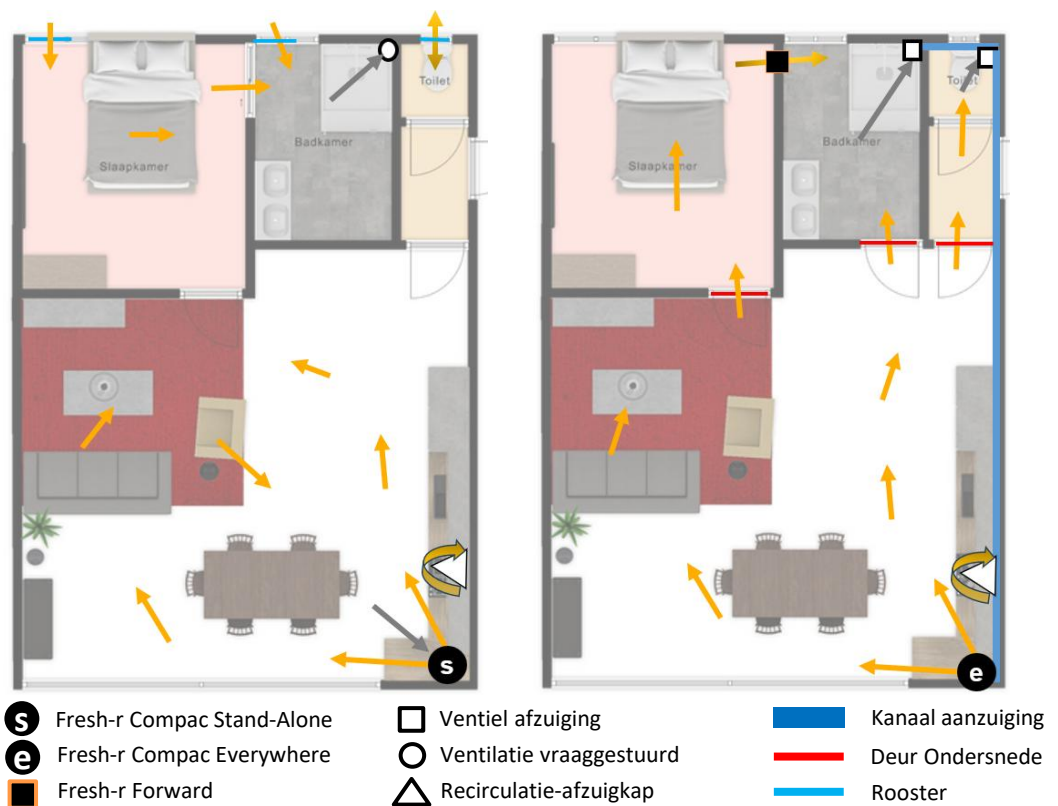 Toilet
Slaapkamer
Badkamer
s
Toilet
Slaapkamer
Badkamer
e
s Fresh-r Compac Stand-Alone
Ventiel afzuiging
Kanaal aanzuiging
e Fresh-r Compac Everywhere
Ventilatie vraaggestuurd
Deur Ondersnede
Fresh-r Forward
Recirculatie-afzuigkap
Rooster